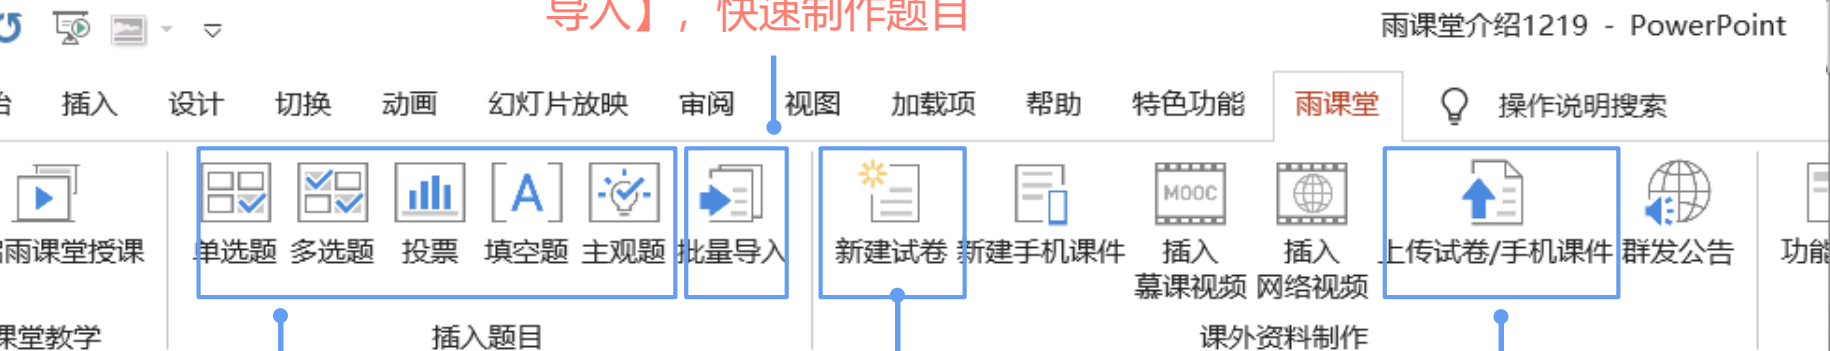 导入】，快速制作题目
雨课堂介绍1219 - PowerPoint
插入 设计 切换 动画 幻灯片放映 审阅 视图 加载项 帮助 特色功能 雨课堂 操作说明搜索
A MOOC
雨课堂授课 单选题 多选题 投票 填空题 主观题 批量导入 新建试卷 新建手机课件 插入 插入 上传试卷/手机课件 群发公告 功能
慕课视频 网络视频
课堂教学 插入题目 课外资料制作